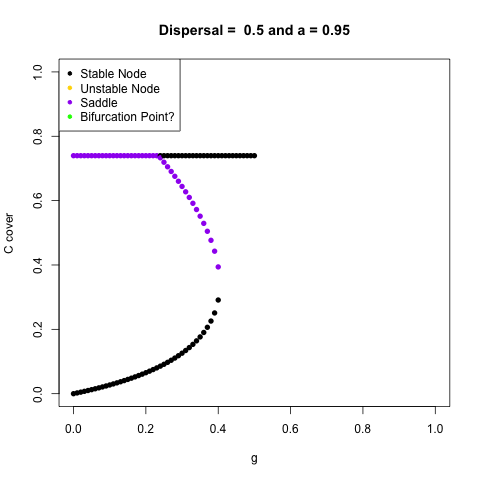 Dispersal =  0.5 and a = 0.95
Stable Node
Unstable Node
Saddle
Bifurcation Point?
C cover
1.0
0.8
0.6
0.4
0.2
0.0
0.0 0.2 0.4 0.6 0.8 1.0
g